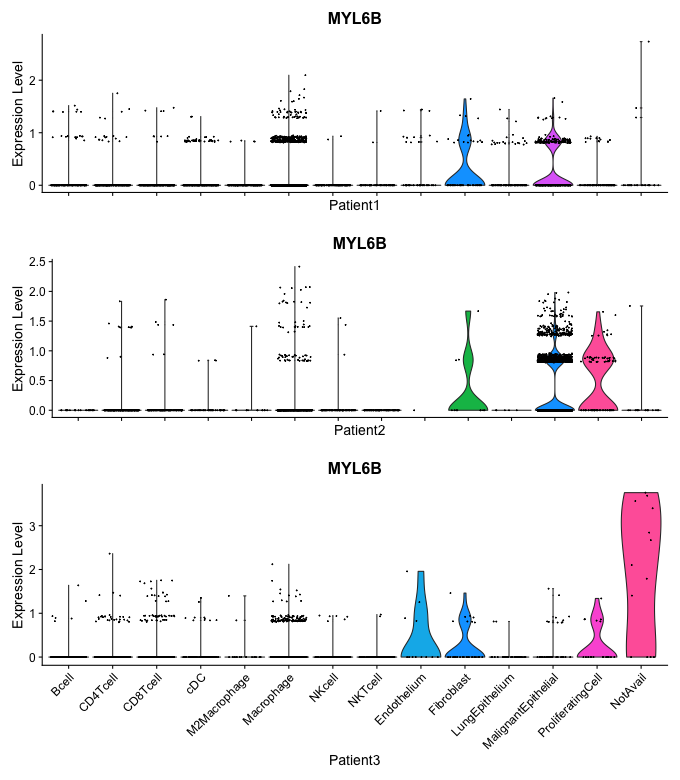 MYL6B
Expression Level
2
1
0
Patient1
MYL6B
Expression Level
2.5
2.0
1.5
1.0
0.5
0.0
Patient2
MYL6B
Expression Level
3
2
1
0
Bcell
CD4Tcell
CD8Tcell
cDC
M2Macrophage
Macrophage
NKcell
NKTcell
Endothelium
Fibroblast
LungEpithelium
MalignantEpithelial
ProliferatingCell
NotAvail
Patient3